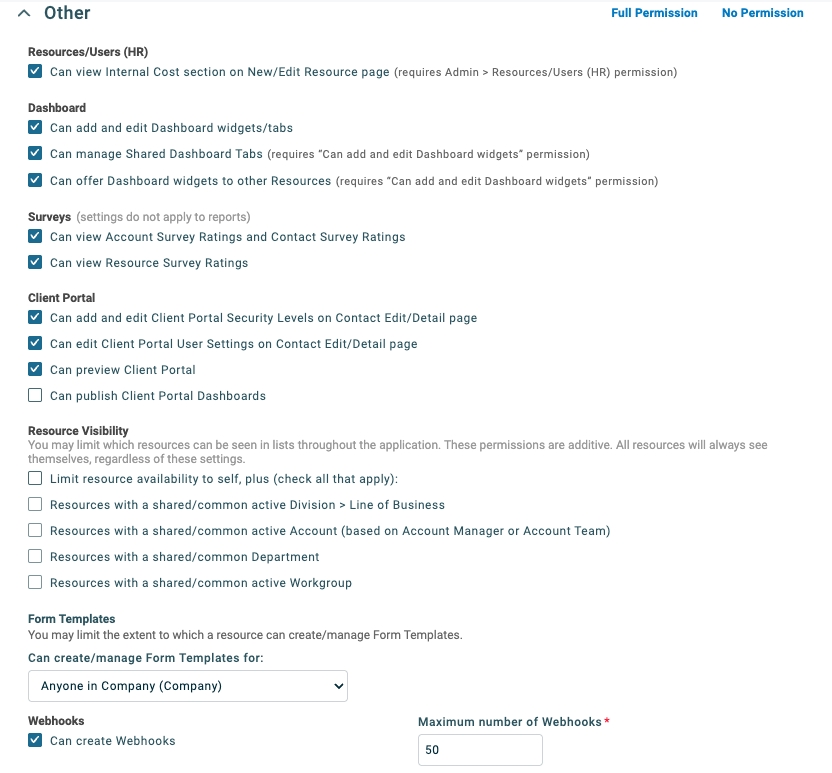 Other
Full Permission No Permission
Resources/Users (HR)
Can view Internal Cost section on New/Edit Resource page (requires Admin > Resources/Users (HR) permission)
Dashboard
Can add and edit Dashboard widgets/tabs
Can manage Shared Dashboard Tabs (requires "Can add and edit Dashboard widgets" permission)
Can offer Dashboard widgets to other Resources (requires "Can add and edit Dashboard widgets" permission)
Surveys (settings do not apply to reports)
Can view Account Survey Ratings and Contact Survey Ratings
Can view Resource Survey Ratings
Client Portal
Can add and edit Client Portal Security Levels on Contact Edit/Detail page
Can edit Client Portal User Settings on Contact Edit/Detail page
Can preview Client Portal
Can publish Client Portal Dashboards
Resource Visibility
You may limit which resources can be seen in lists throughout the application. These permissions are additive. All resources will always see
themselves, regardless of these settings.
Limit resource availability to self, plus (check all that apply):
Resources with a shared/common active Division > Line of Business
Resources with a shared/common active Account (based on Account Manager or Account Team)
Resources with a shared/common Department
Resources with a shared/common active Workgroup
Form Templates
You may limit the extent to which a resource can create/manage Form Templates.
Can create/manage Form Templates for:
Anyone in Company (Company)
Webhooks
Can create Webhooks
Maximum number of Webhooks *
50